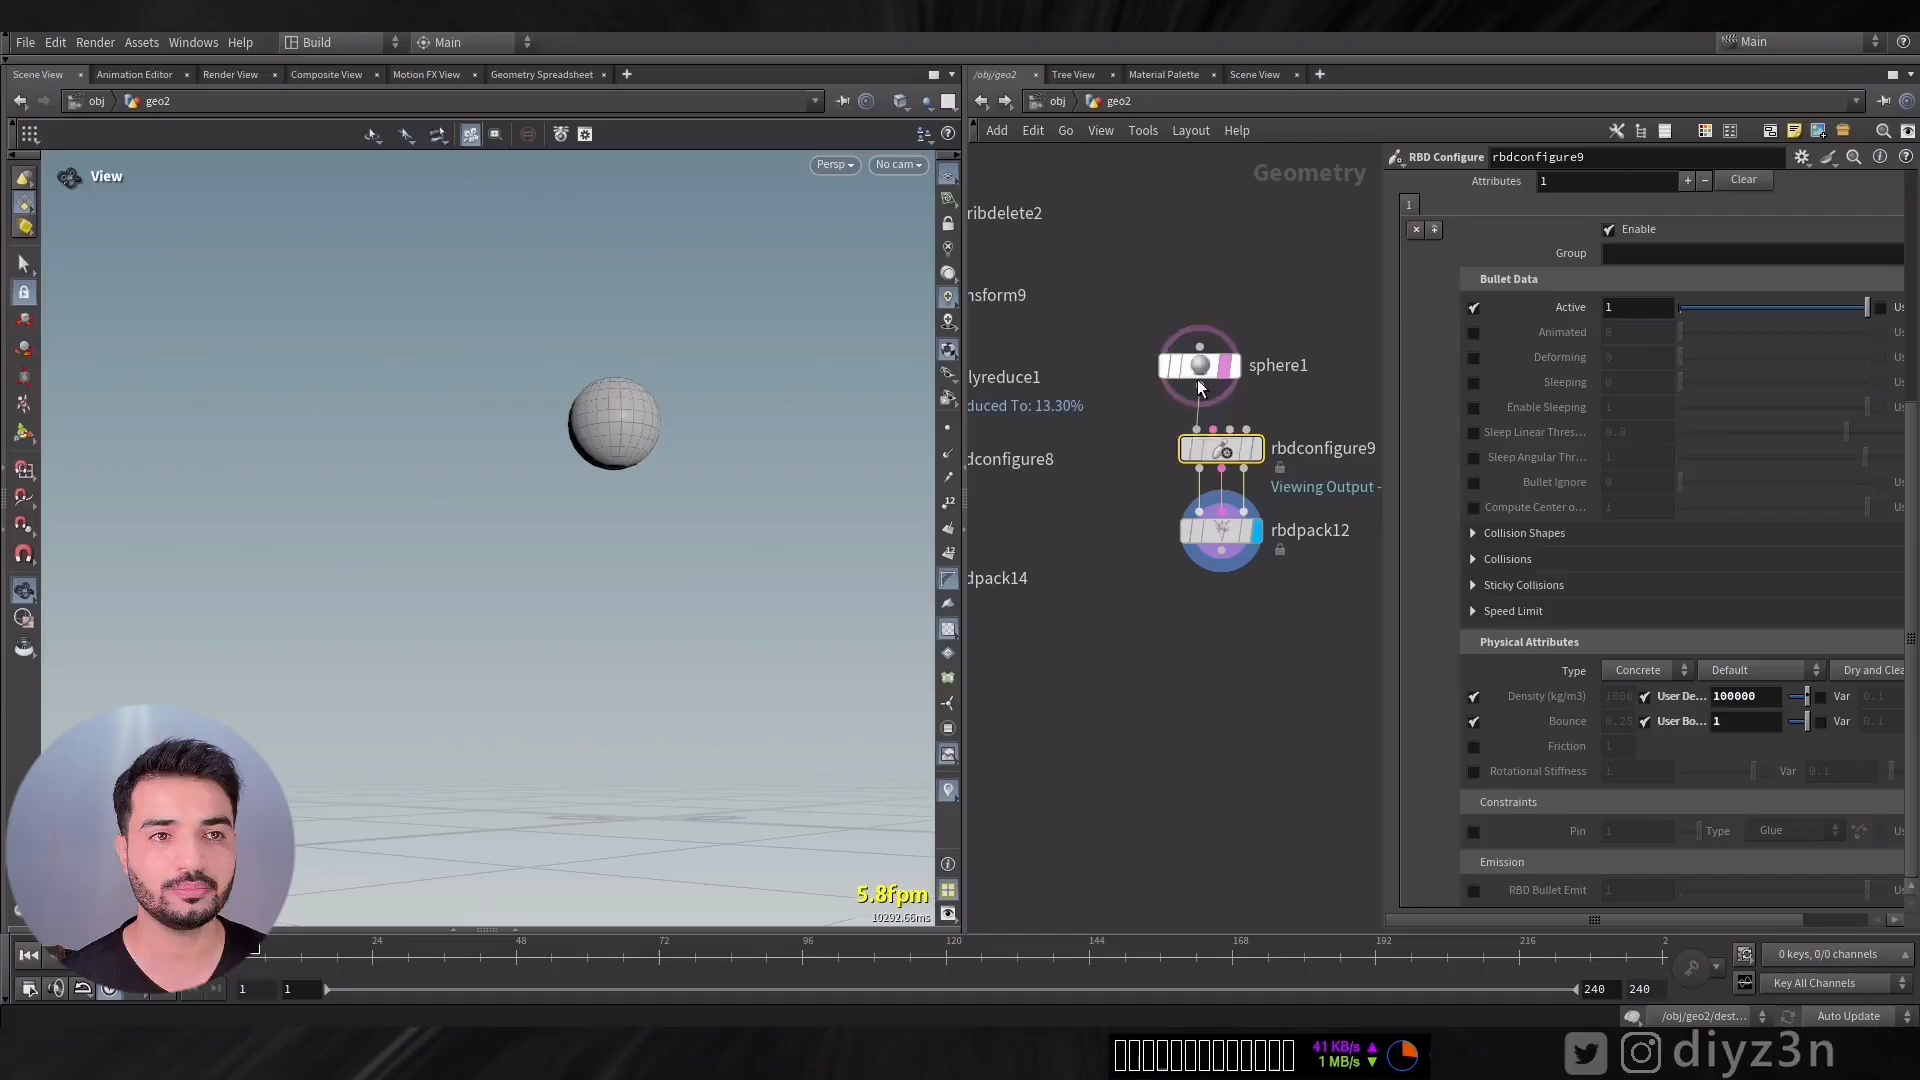 File Edit Render Assets Windows Help Build Main Main
Scene View × Animation Editor × Render View × Composite View × Motion FX View × Geometry Spreadsheet × +
/obj/geo2 × Tree View × Material Palette × Scene View × +
obj geo2
obj geo2
Add Edit Go View Tools Layout Help
View
Persp No cam
Geometry
ribdelete2
nsform9
lyreduce1
duced To: 13.30%
dconfigure8
dpack14
sphere1
rbdconfigure9
Viewing Output -
rbdpack12
RBD Configure rbdconfigure9
Attributes 1 + − Clear
1
Enable
Group
Bullet Data
Active 1 Us
Animated 0
Deforming 0
Sleeping 0
Enable Sleeping 1 Us
Sleep Linear Thres... 0.8 Us
Sleep Angular Thr... 1 Us
Bullet Ignore 0 Us
Compute Center o... 1 Us
Collision Shapes
Collisions
Sticky Collisions
Speed Limit
Physical Attributes
Type Concrete Default Dry and Clea
Density (kg/m3) 1000 User De... 100000 Var 0.1
Bounce 0.25 User Bo... 1 Var 0.1
Friction 1
Rotational Stiffness 1 Var 0.1
Constraints
Pin 1 Type Glue Us
Emission
RBD Bullet Emit 1 Us
12
12
5.8fpm
10292.66ms
24 48 72 96 120 144 168 192 216 2
1 1 240 240
0 keys, 0/0 channels
Key All Channels
/obj/geo2/dest... Auto Update
41 KB/s
1 MB/s
diyz3n